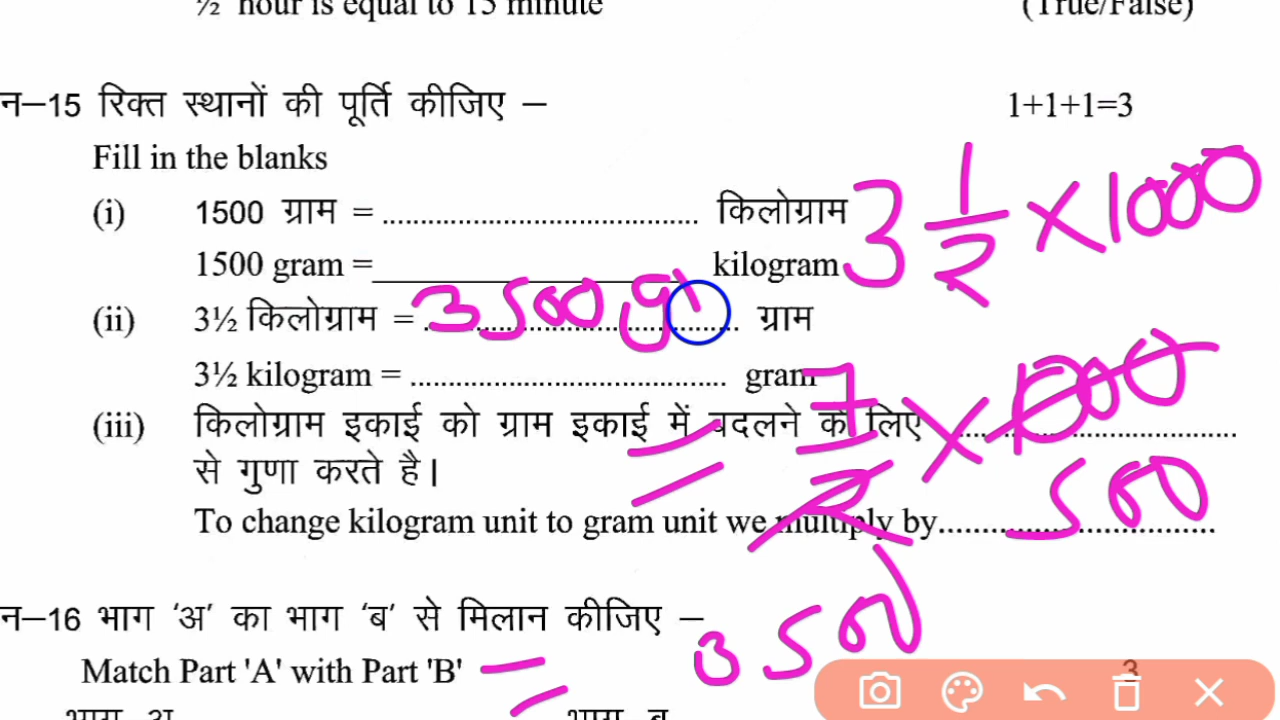 ½ hour is equal to 15 minute (True/False)
न–15 रिक्त स्थानों की पूर्ति कीजिए – 1+1+1=3
Fill in the blanks
(i) 1500 ग्राम = ........................................ किलोग्राम
3 1/2 × 1000
1500 gram =____________________ kilogram
(ii) 3½ किलोग्राम = 3500 g ग्राम
3½ kilogram = ........................................ gram
= 7/2 × 1000
(iii) किलोग्राम इकाई को ग्राम इकाई में बदलने के लिए ........................................
से गुणा करते है।
500
To change kilogram unit to gram unit we multiply by....................................
न–16 भाग ‘अ’ का भाग ‘ब’ से मिलान कीजिए –
= 3500
Match Part 'A' with Part 'B' 3
भाग अ भाग ब